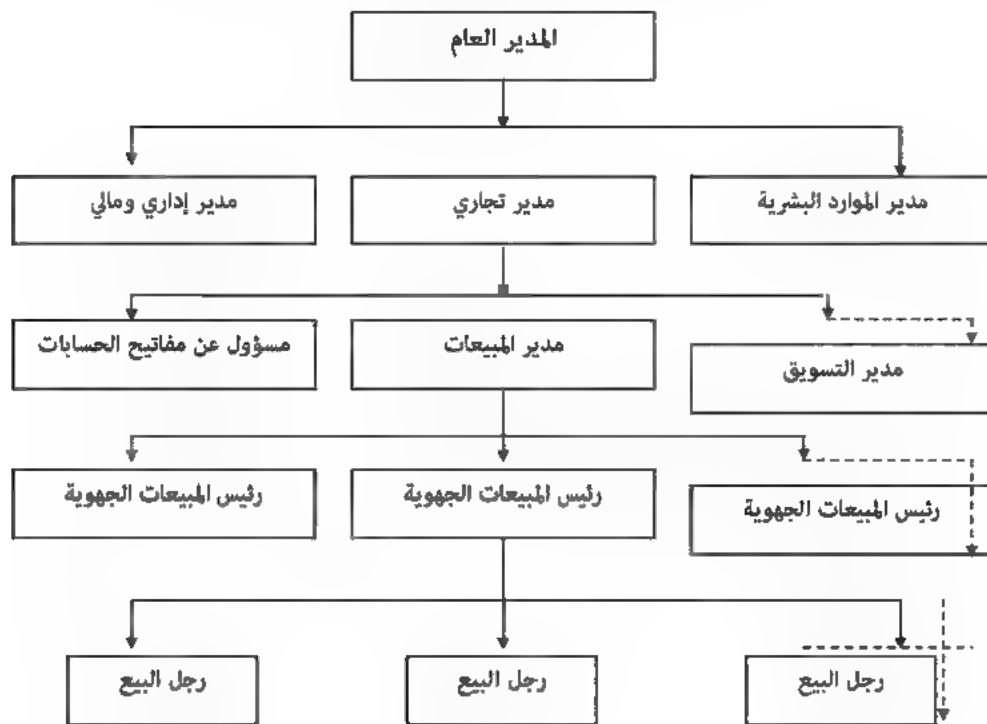 المدير العام
مدير الموارد البشرية
مدير تجاري
مدير إداري ومالي
مدير التسويق
مدير المبيعات
مسؤول عن مفاتيح الحسابات
رئيس المبيعات الجهوية
رئيس المبيعات الجهوية
رئيس المبيعات الجهوية
رجل البيع
رجل البيع
رجل البيع